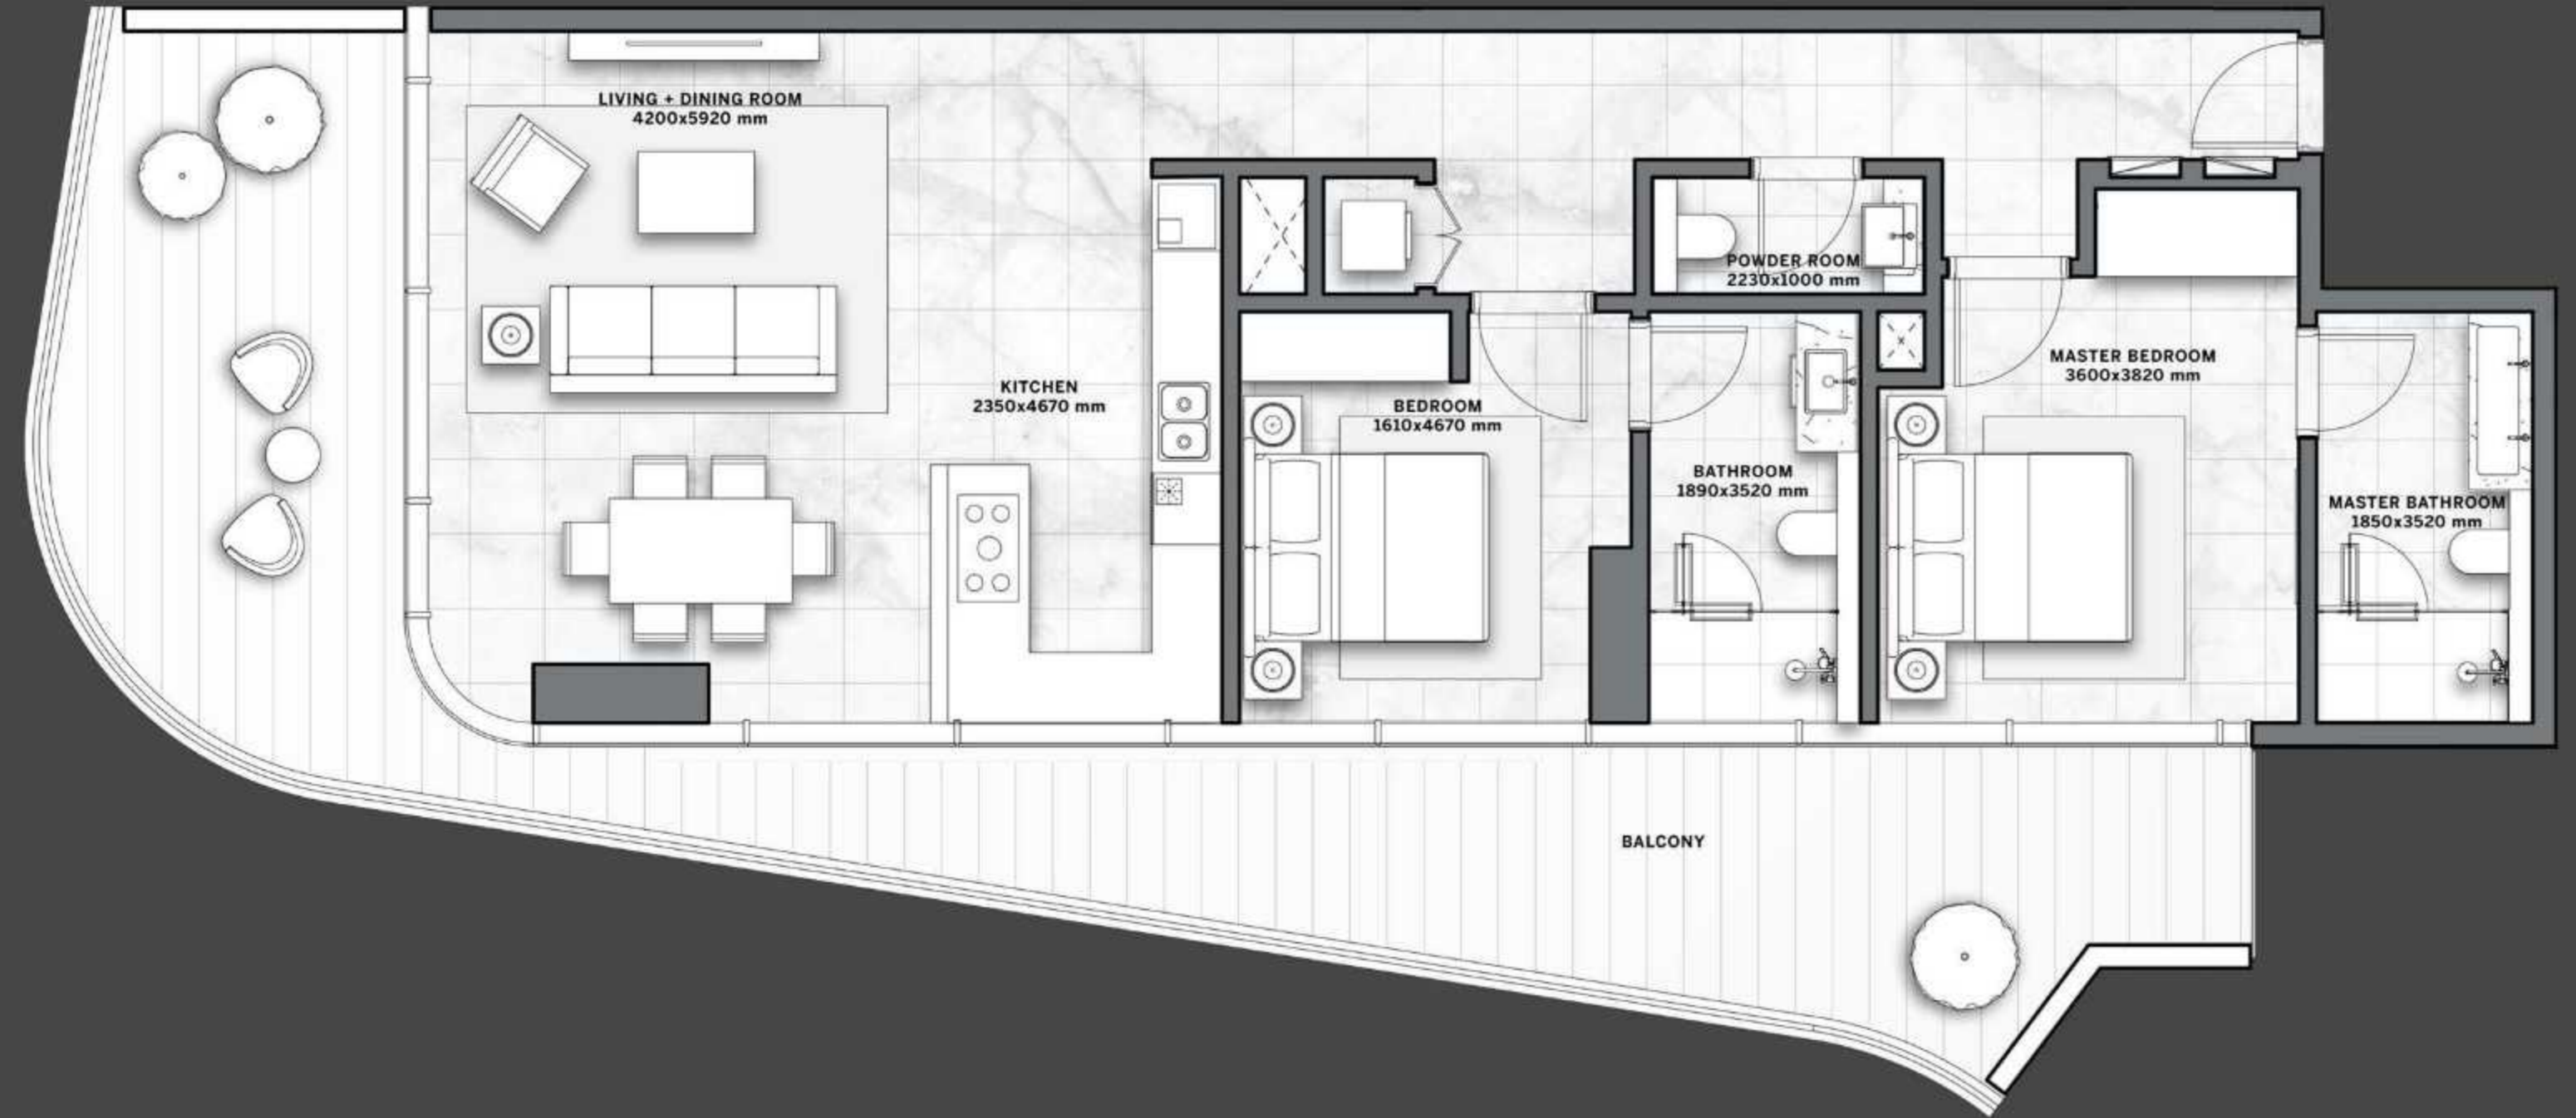 LIVING + DINING ROOM
4200x5920 mm
KITCHEN
2350x4670 mm
BEDROOM
1610x4670 mm
POWDER ROOM
2230x1000 mm
BATHROOM
1890x3520 mm
MASTER BEDROOM
3600x3820 mm
MASTER BATHROOM
1850x3520 mm
BALCONY